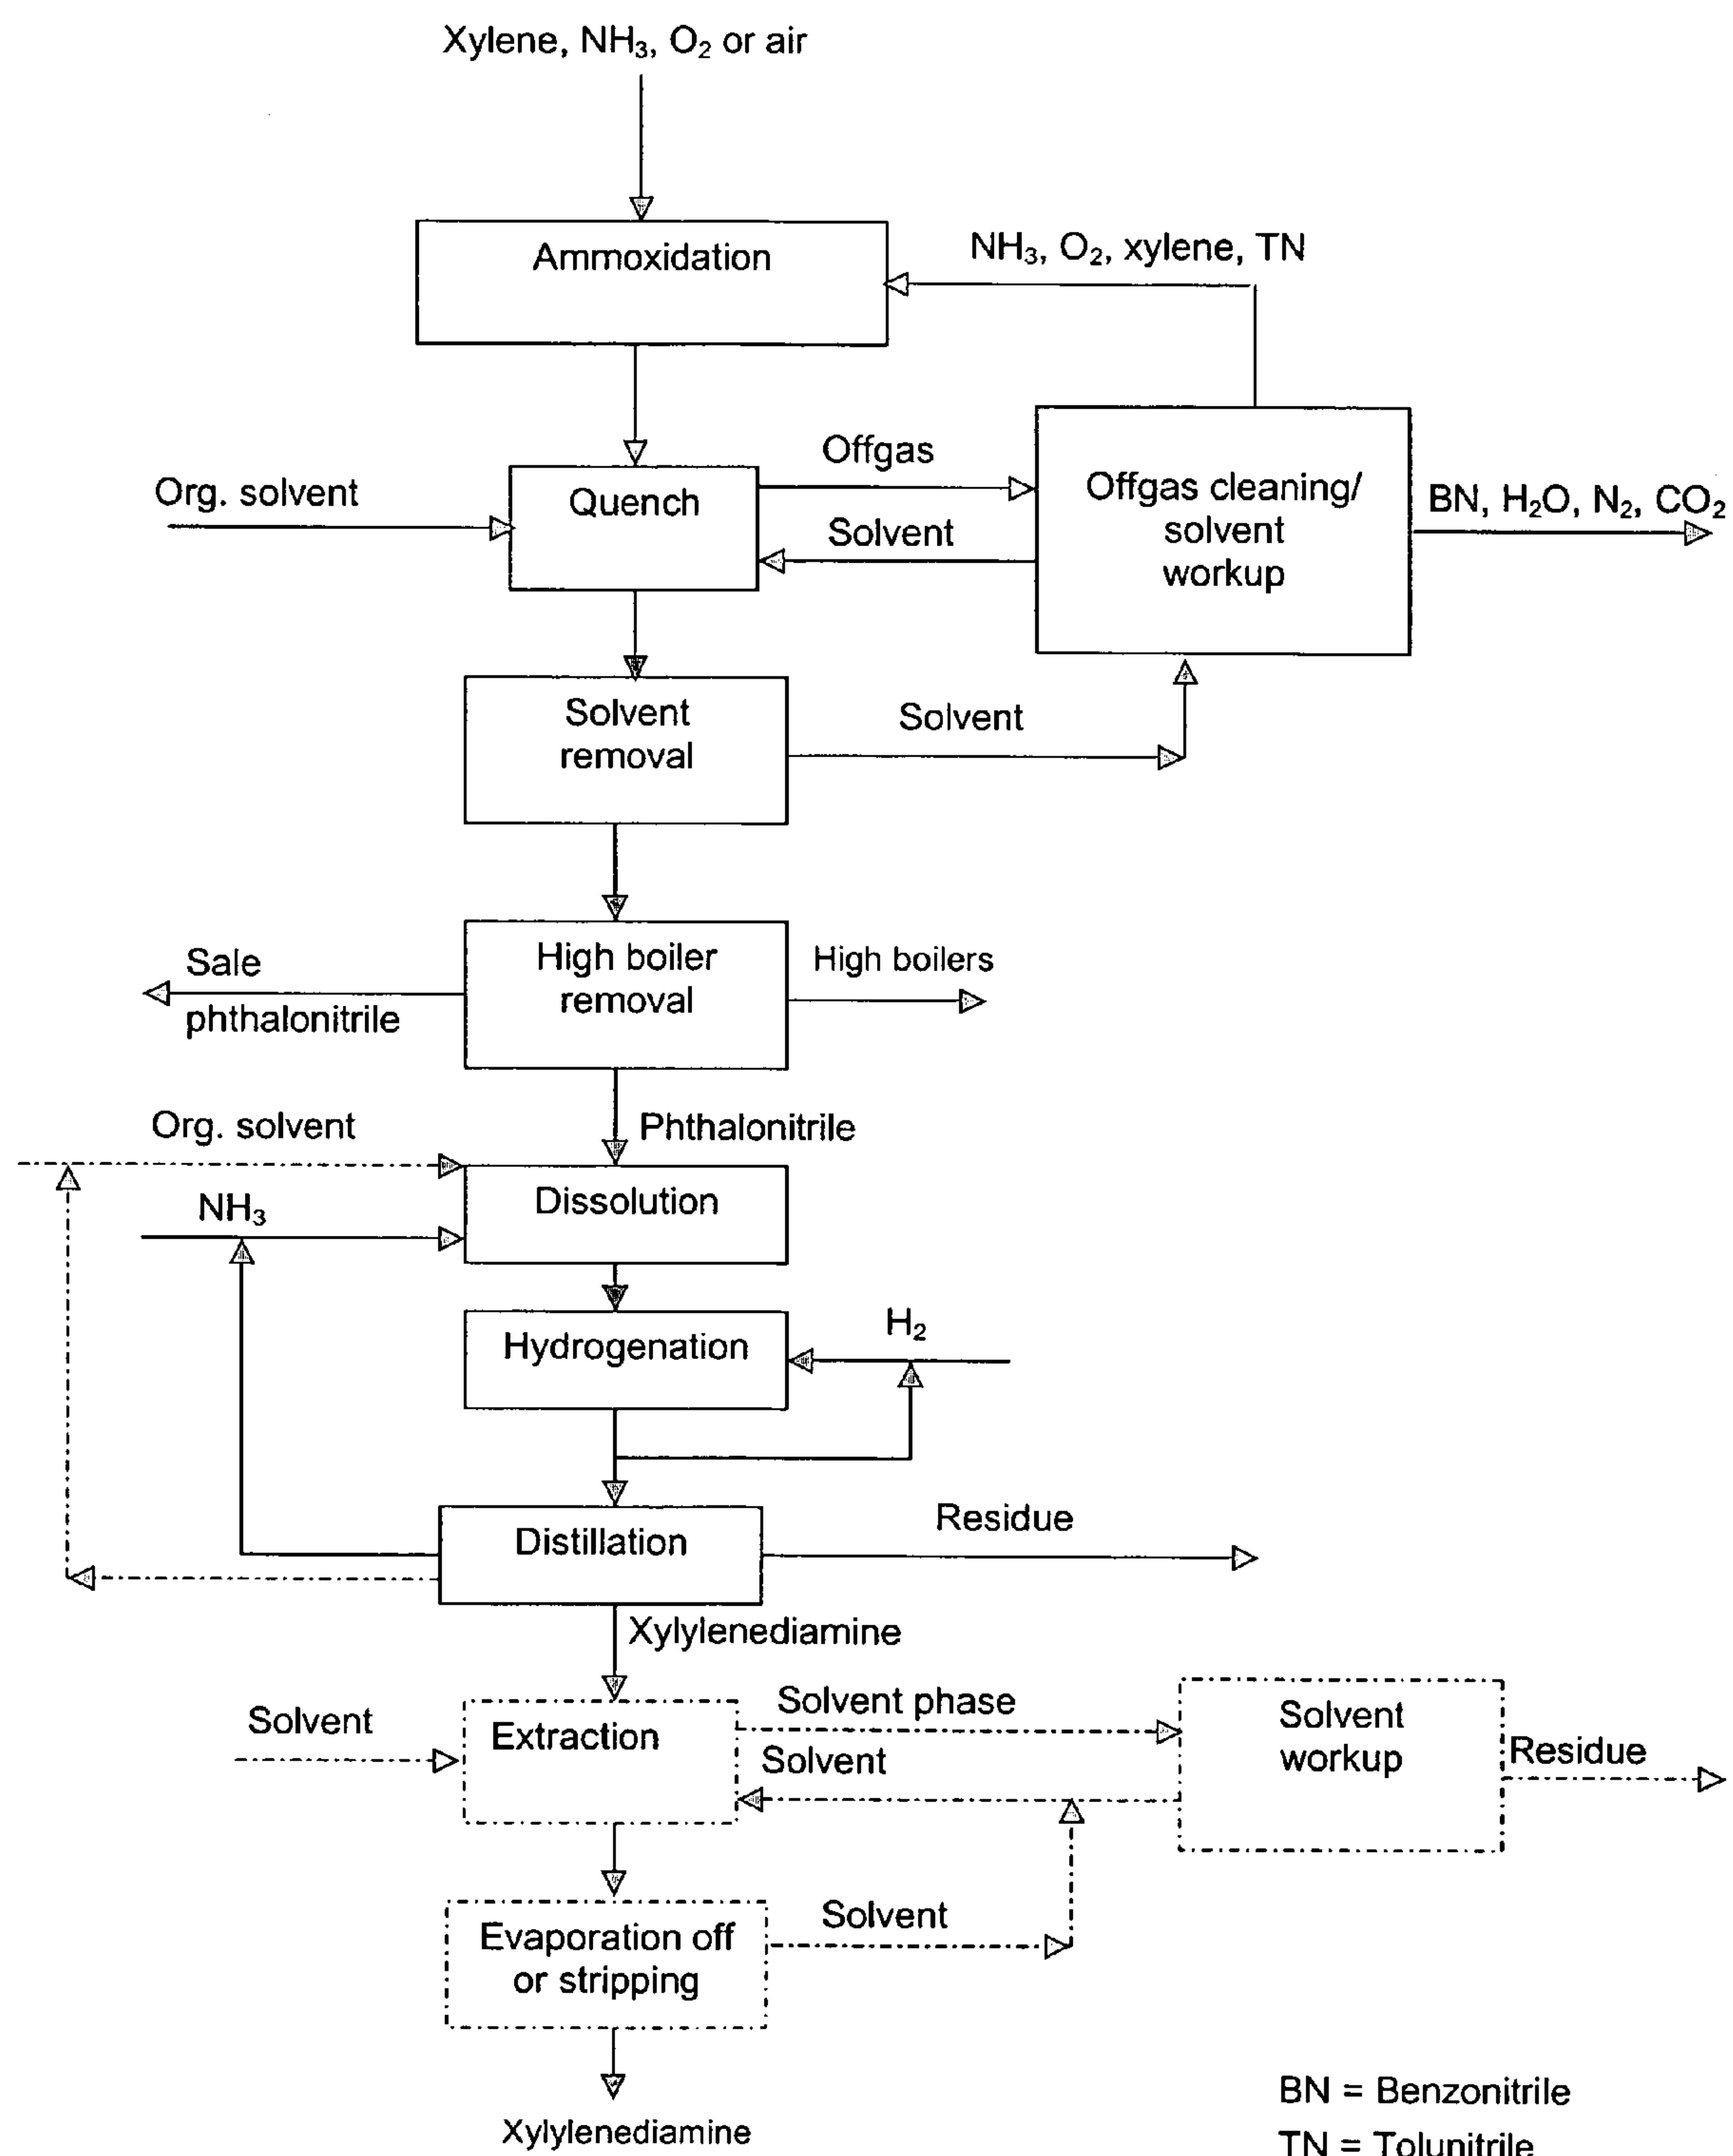 Xylene, NH₃, O₂ or air
Ammoxidation
NH₃, O₂, xylene, TN
Offgas
Org. solvent
Quench
Solvent
Offgas cleaning/
solvent
workup
BN, H₂O, N₂, CO₂
Solvent
removal
Solvent
Sale
phthalonitrile
High boiler
removal
High boilers
Org. solvent
Phthalonitrile
Dissolution
NH₃
Hydrogenation
H₂
Distillation
Residue
Xylylenediamine
Solvent
Extraction
Solvent phase
Solvent
Solvent
workup
Residue
Evaporation off
or stripping
Solvent
Xylylenediamine
BN = Benzonitrile
TN = Tolunitrile